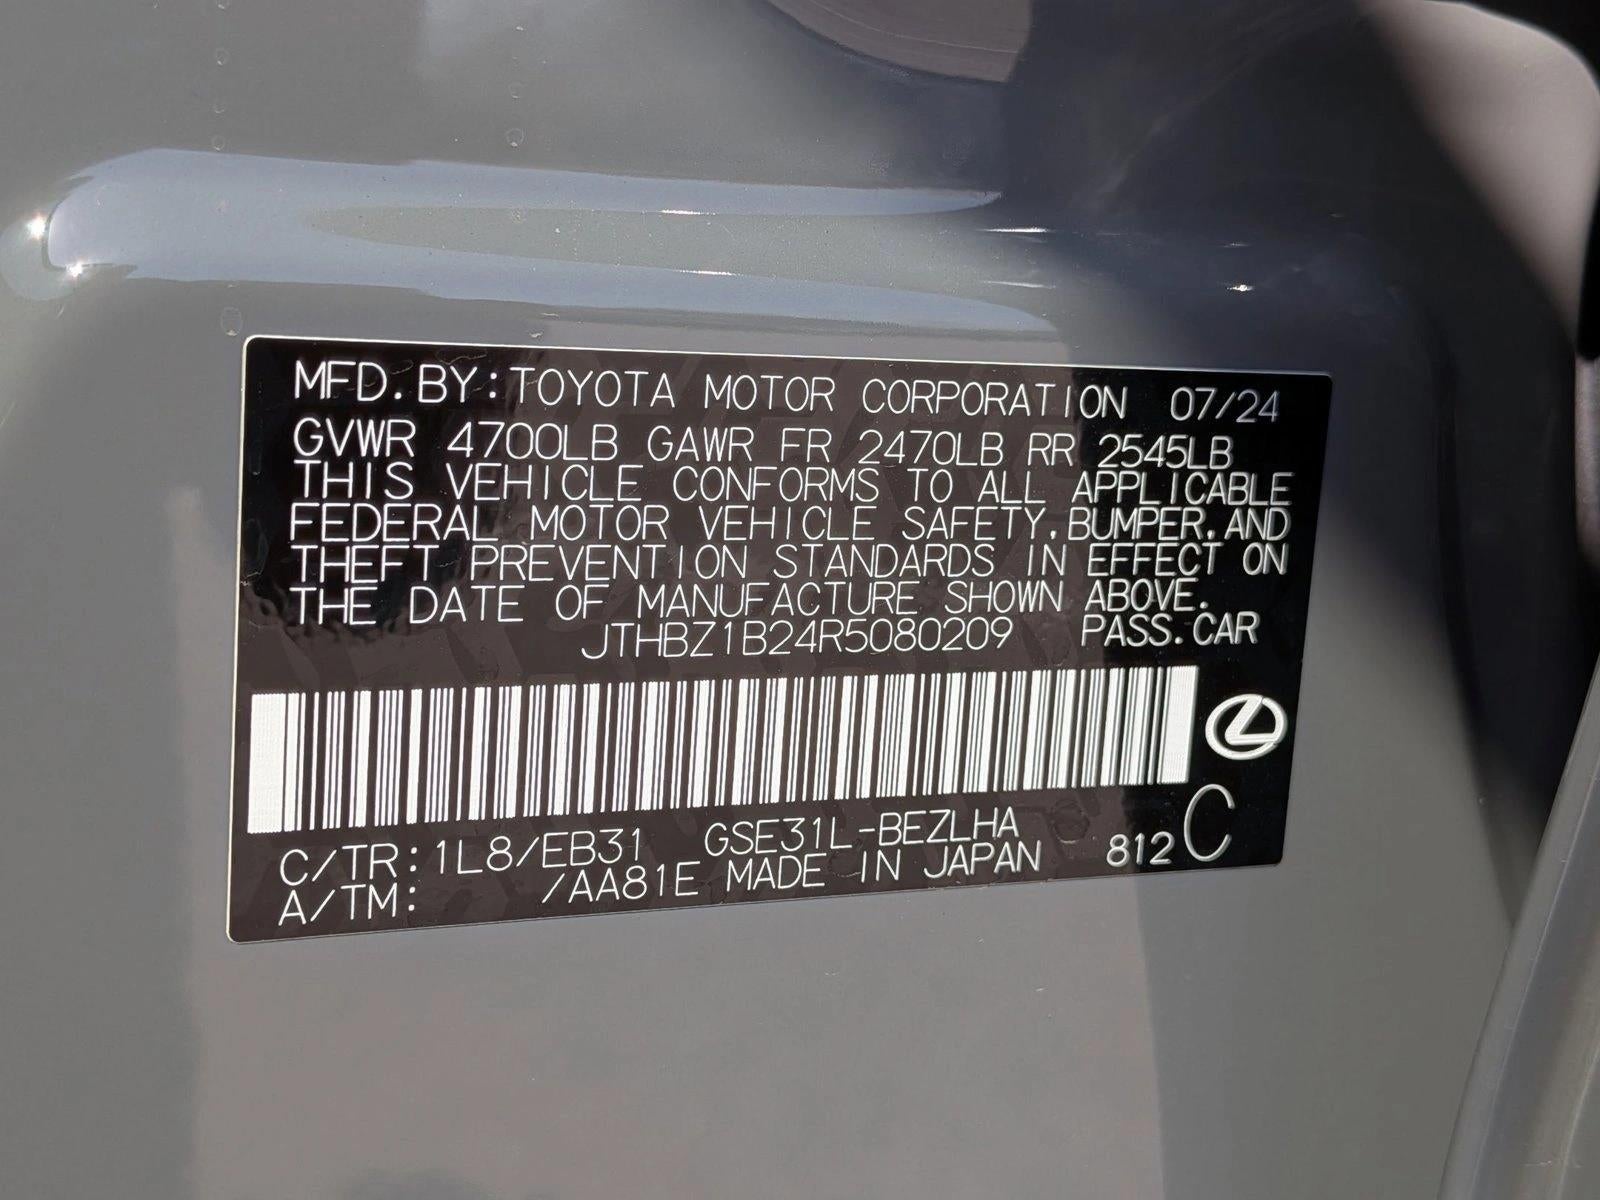 MFD.BY:TOYOTA MOTOR CORPORATION 07/24
GVWR 4700LB GAWR FR 2470LB RR 2545LB
THIS VEHICLE CONFORMS TO ALL APPLICABLE
FEDERAL MOTOR VEHICLE SAFETY,BUMPER,AND
THEFT PREVENTION STANDARDS IN EFFECT ON
THE DATE OF MANUFACTURE SHOWN ABOVE.
JTHBZ1B24R5080209 PASS.CAR
C/TR:1L8/EB31 GSE31L-BEZLHA 812 C
A/TM: /AA81E MADE IN JAPAN